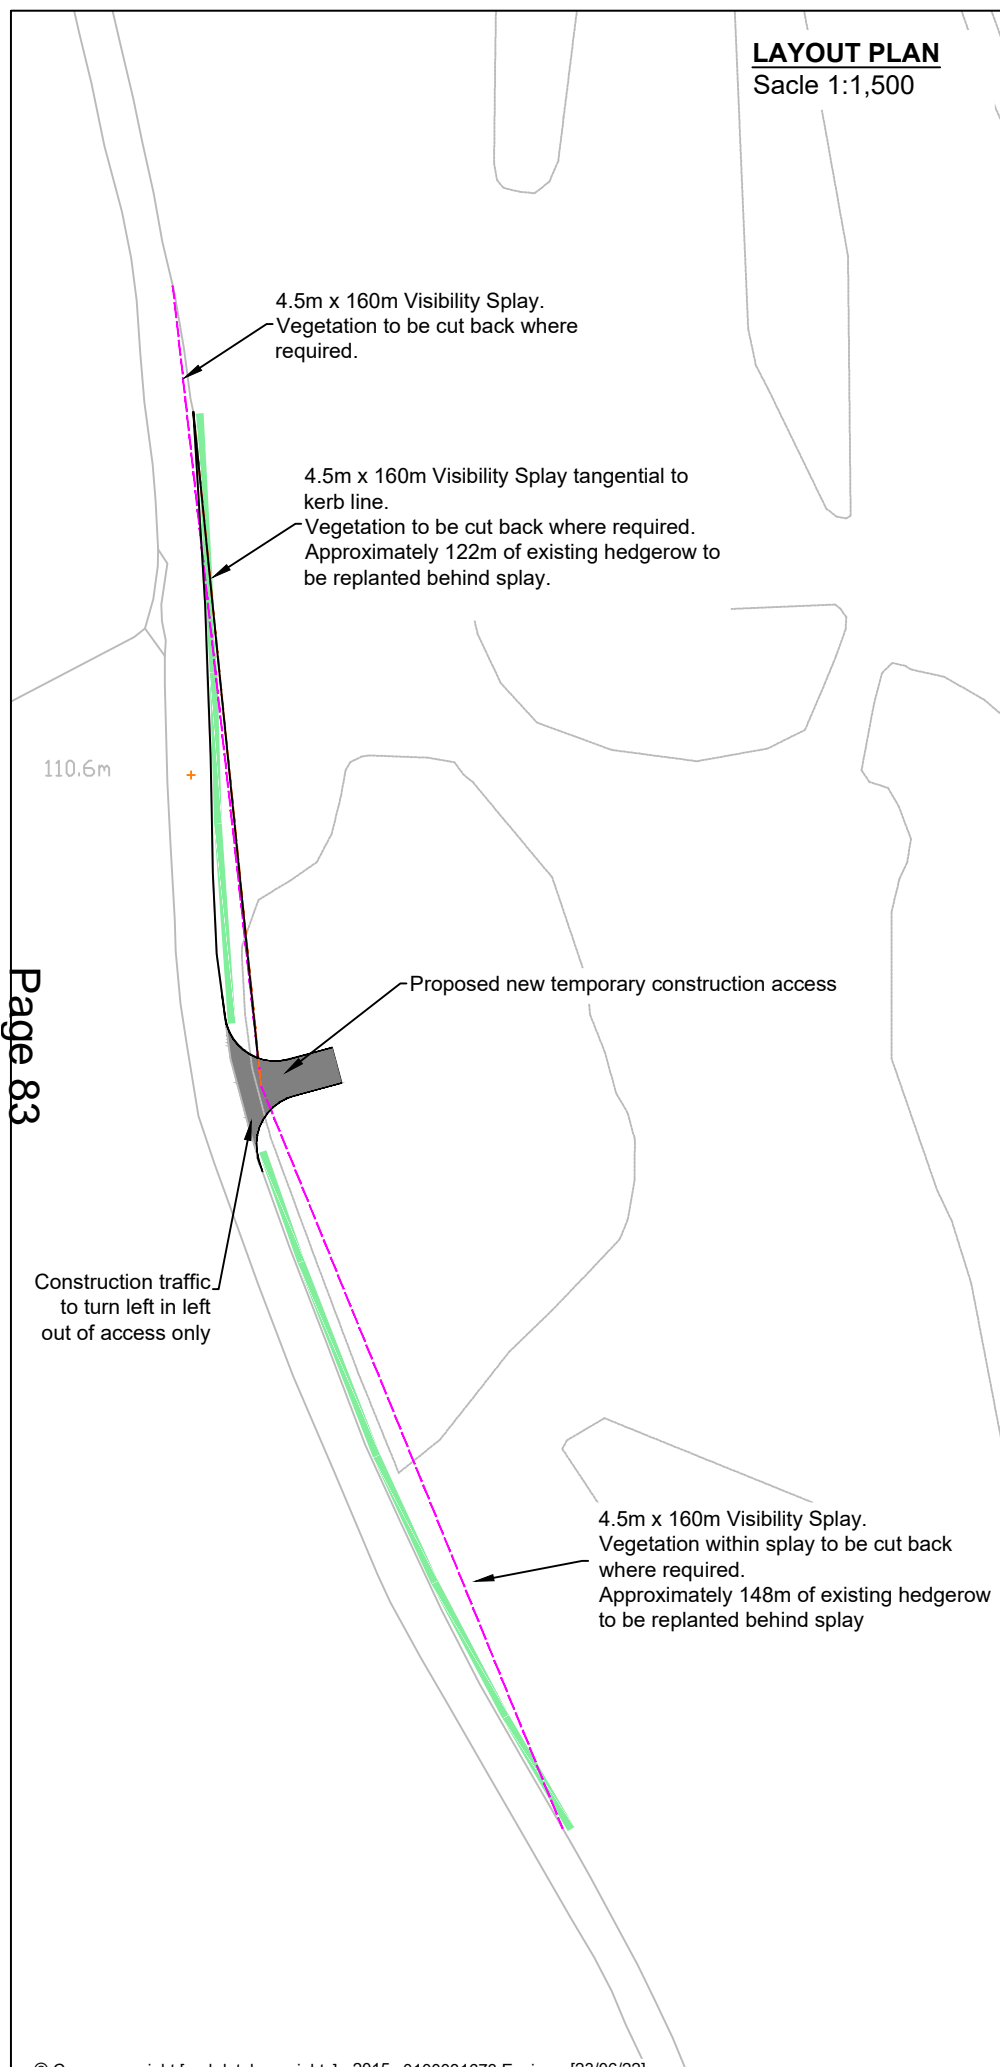 LAYOUT PLAN
Sacle 1:1,500
4.5m x 160m Visibility Splay.
Vegetation to be cut back where
required.
4.5m x 160m Visibility Splay tangential to
kerb line.
Vegetation to be cut back where required.
Approximately 122m of existing hedgerow to
be replanted behind splay.
110.6m
Page 83
Proposed new temporary construction access
Construction traffic
to turn left in left
out of access only
4.5m x 160m Visibility Splay.
Vegetation within splay to be cut back
where required.
Approximately 148m of existing hedgerow
to be replanted behind splay